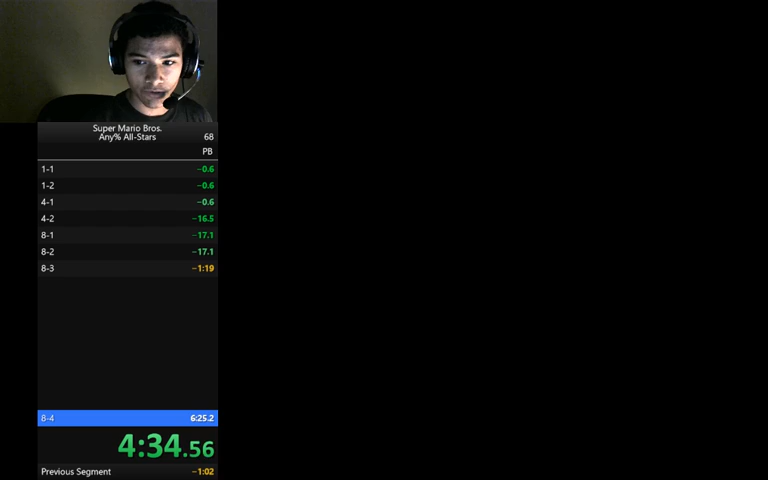 Super Mario Bros.
Any% All-Stars 68
PB
1-1 −0.6
1-2 −0.6
4-1 −0.6
4-2 −16.5
8-1 −17.1
8-2 −17.1
8-3 −1:19
8-4 6:25.2
4:34.56
Previous Segment −1:02